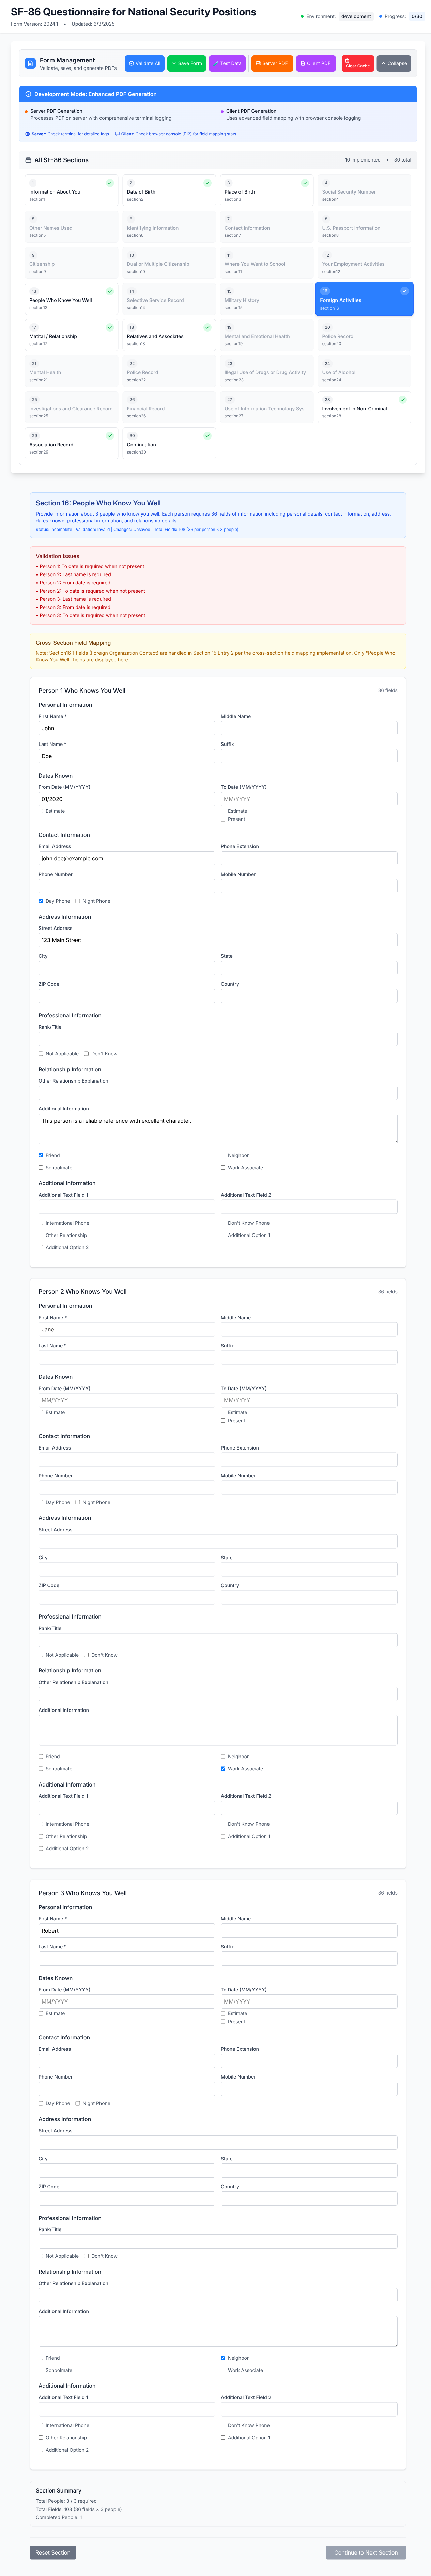 SF-86 Questionnaire for National Security Positions
Form Version: 2024.1 • Updated: 6/3/2025
Environment: development
Progress: 0/30
Form Management
Validate, save, and generate PDFs
Validate All
Save Form
Test Data
Server PDF
Client PDF
Clear Cache
Collapse
Development Mode: Enhanced PDF Generation
Server PDF Generation
Processes PDF on server with comprehensive terminal logging
Client PDF Generation
Uses advanced field mapping with browser console logging
Server: Check terminal for detailed logs
Client: Check browser console (F12) for field mapping stats
All SF-86 Sections
10 implemented • 30 total
1
Information About You
section1
2
Date of Birth
section2
3
Place of Birth
section3
4
Social Security Number
section4
5
Other Names Used
section5
6
Identifying Information
section6
7
Contact Information
section7
8
U.S. Passport Information
section8
9
Citizenship
section9
10
Dual or Multiple Citizenship
section10
11
Where You Went to School
section11
12
Your Employment Activities
section12
13
People Who Know You Well
section13
14
Selective Service Record
section14
15
Military History
section15
16
Foreign Activities
section16
17
Maitial / Relationship
section17
18
Relatives and Associates
section18
19
Mental and Emotional Health
section19
20
Police Record
section20
21
Mental Health
section21
22
Police Record
section22
23
Illegal Use of Drugs or Drug Activity
section23
24
Use of Alcohol
section24
25
Investigations and Clearance Record
section25
26
Financial Record
section26
27
Use of Information Technology Sys...
section27
28
Involvement in Non-Criminal ...
section28
29
Association Record
section29
30
Continuation
section30
Section 16: People Who Know You Well
Provide information about 3 people who know you well. Each person requires 36 fields of information including personal details, contact information, address,
dates known, professional information, and relationship details.
Status: Incomplete | Validation: Invalid | Changes: Unsaved | Total Fields: 108 (36 per person × 3 people)
Validation Issues
• Person 1: To date is required when not present
• Person 2: Last name is required
• Person 2: From date is required
• Person 2: To date is required when not present
• Person 3: Last name is required
• Person 3: From date is required
• Person 3: To date is required when not present
Cross-Section Field Mapping
Note: Section16_1 fields (Foreign Organization Contact) are handled in Section 15 Entry 2 per the cross-section field mapping implementation. Only "People Who
Know You Well" fields are displayed here.
Person 1 Who Knows You Well
36 fields
Personal Information
First Name *
Middle Name
John
Last Name *
Suffix
Doe
Dates Known
From Date (MM/YYYY)
To Date (MM/YYYY)
01/2020
MM/YYYY
Estimate
Estimate
Present
Contact Information
Email Address
Phone Extension
john.doe@example.com
Phone Number
Mobile Number
Day Phone
Night Phone
Address Information
Street Address
123 Main Street
City
State
ZIP Code
Country
Professional Information
Rank/Title
Not Applicable
Don't Know
Relationship Information
Other Relationship Explanation
Additional Information
This person is a reliable reference with excellent character.
Friend
Neighbor
Schoolmate
Work Associate
Additional Information
Additional Text Field 1
Additional Text Field 2
International Phone
Don't Know Phone
Other Relationship
Additional Option 1
Additional Option 2
Person 2 Who Knows You Well
36 fields
Personal Information
First Name *
Middle Name
Jane
Last Name *
Suffix
Dates Known
From Date (MM/YYYY)
To Date (MM/YYYY)
MM/YYYY
MM/YYYY
Estimate
Estimate
Present
Contact Information
Email Address
Phone Extension
Phone Number
Mobile Number
Day Phone
Night Phone
Address Information
Street Address
City
State
ZIP Code
Country
Professional Information
Rank/Title
Not Applicable
Don't Know
Relationship Information
Other Relationship Explanation
Additional Information
Friend
Neighbor
Schoolmate
Work Associate
Additional Information
Additional Text Field 1
Additional Text Field 2
International Phone
Don't Know Phone
Other Relationship
Additional Option 1
Additional Option 2
Person 3 Who Knows You Well
36 fields
Personal Information
First Name *
Middle Name
Robert
Last Name *
Suffix
Dates Known
From Date (MM/YYYY)
To Date (MM/YYYY)
MM/YYYY
MM/YYYY
Estimate
Estimate
Present
Contact Information
Email Address
Phone Extension
Phone Number
Mobile Number
Day Phone
Night Phone
Address Information
Street Address
City
State
ZIP Code
Country
Professional Information
Rank/Title
Not Applicable
Don't Know
Relationship Information
Other Relationship Explanation
Additional Information
Friend
Neighbor
Schoolmate
Work Associate
Additional Information
Additional Text Field 1
Additional Text Field 2
International Phone
Don't Know Phone
Other Relationship
Additional Option 1
Additional Option 2
Section Summary
Total People: 3 / 3 required
Total Fields: 108 (36 fields × 3 people)
Completed People: 1
Reset Section
Continue to Next Section